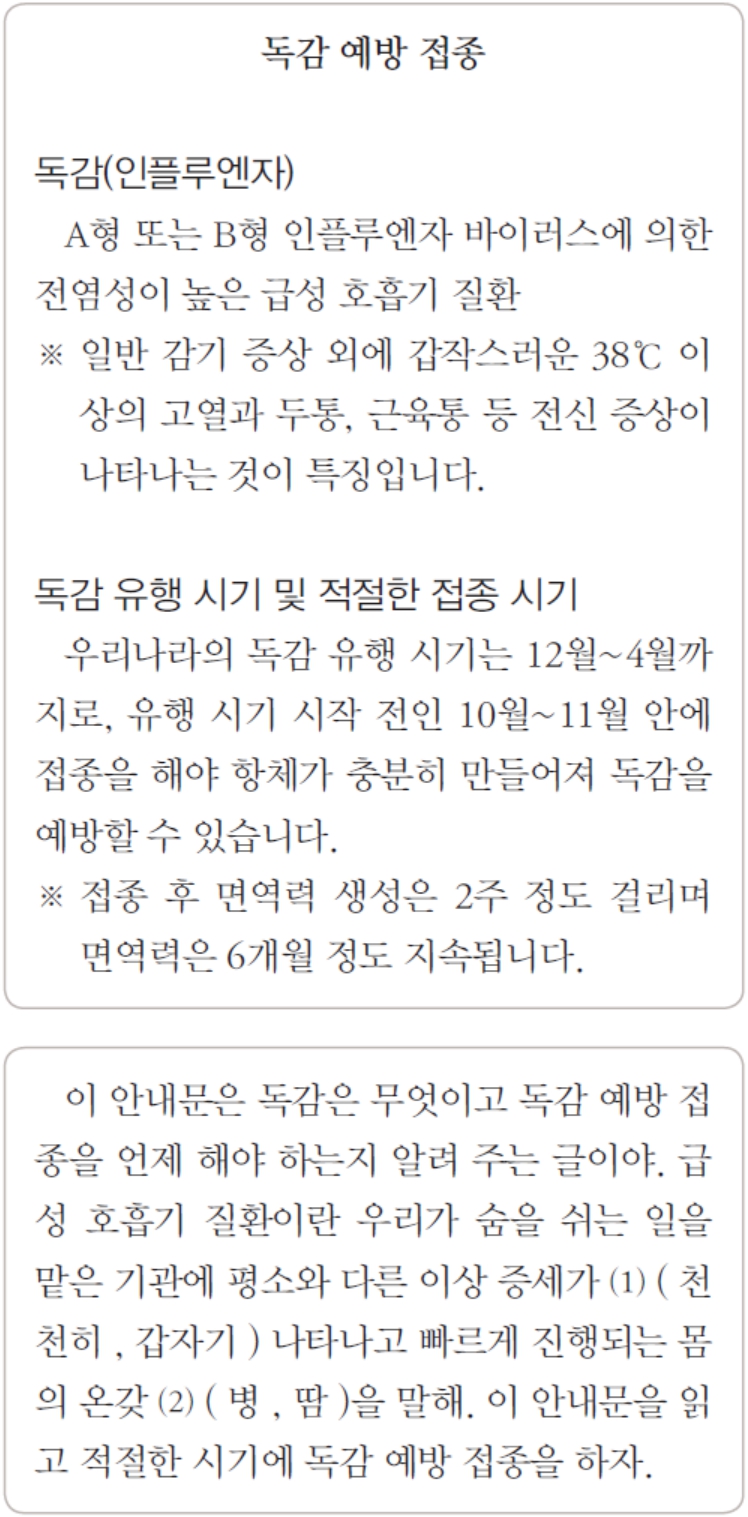 독감 예방 접종
독감(인플루엔자)
A형 또는 B형 인플루엔자 바이러스에 의한
전염성이 높은 급성 호흡기 질환
※ 일반 감기 증상 외에 갑작스러운 38℃ 이
상의 고열과 두통, 근육통 등 전신 증상이
나타나는 것이 특징입니다.
독감 유행 시기 및 적절한 접종 시기
우리나라의 독감 유행 시기는 12월~4월까
지로, 유행 시기 시작 전인 10월~11월 안에
접종을 해야 항체가 충분히 만들어져 독감을
예방할 수 있습니다.
※ 접종 후 면역력 생성은 2주 정도 걸리며
면역력은 6개월 정도 지속됩니다.
이 안내문은 독감은 무엇이고 독감 예방 접
종을 언제 해야 하는지 알려 주는 글이야. 급
성 호흡기 질환이란 우리가 숨을 쉬는 일을
맡은 기관에 평소와 다른 이상 증세가 (1) ( 천
천히 , 갑자기 ) 나타나고 빠르게 진행되는 몸
의 온갖 (2) ( 병 , 땀 )을 말해. 이 안내문을 읽
고 적절한 시기에 독감 예방 접종을 하자.